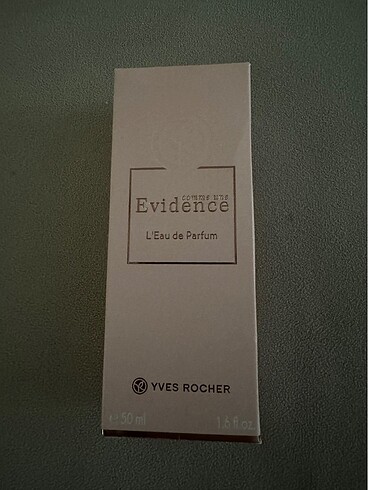 comme une
Evidence
L'Eau de Parfum
YVES ROCHER
e 50 ml 1.6 fl.oz.